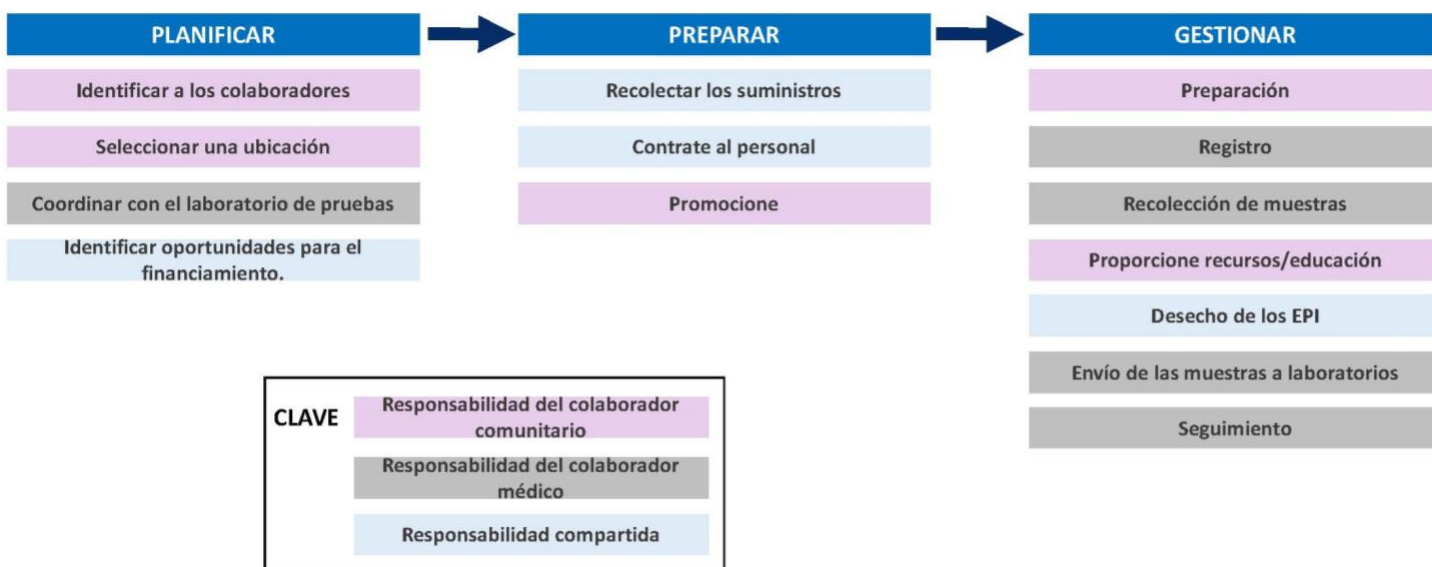 PLANIFICAR
Identificar a los colaboradores
Seleccionar una ubicación
Coordinar con el laboratorio de pruebas
Identificar oportunidades para el
financiamiento.
PREPARAR
Recolectar los suministros
Contrate al personal
Promocione
GESTIONAR
Preparación
Registro
Recolección de muestras
Proporcione recursos/educación
Desecho de los EPI
Envío de las muestras a laboratorios
Seguimiento
CLAVE
Responsabilidad del colaborador
comunitario
Responsabilidad del colaborador
médico
Responsabilidad compartida